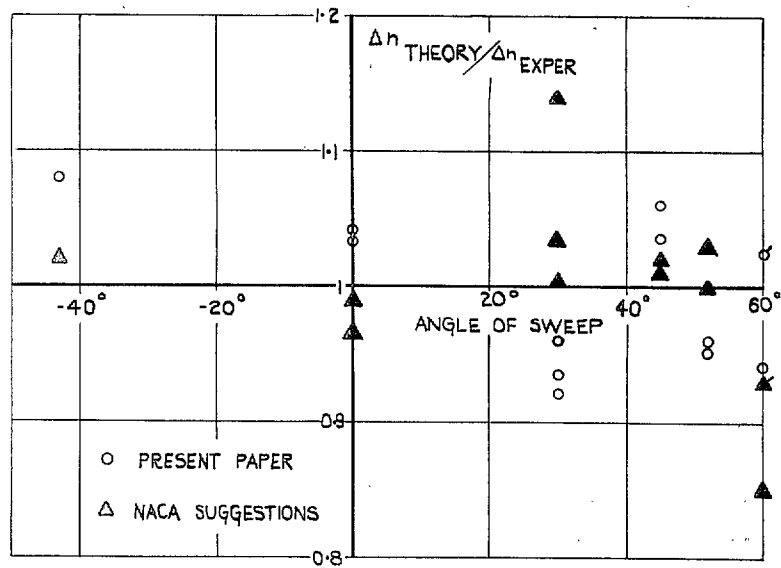 1·2
Δn THEORY/Δn EXPER
1·1
1
-40° -20° 20° 40° 60°
ANGLE OF SWEEP
0·9
○ PRESENT PAPER
△ NACA SUGGESTIONS
0·8